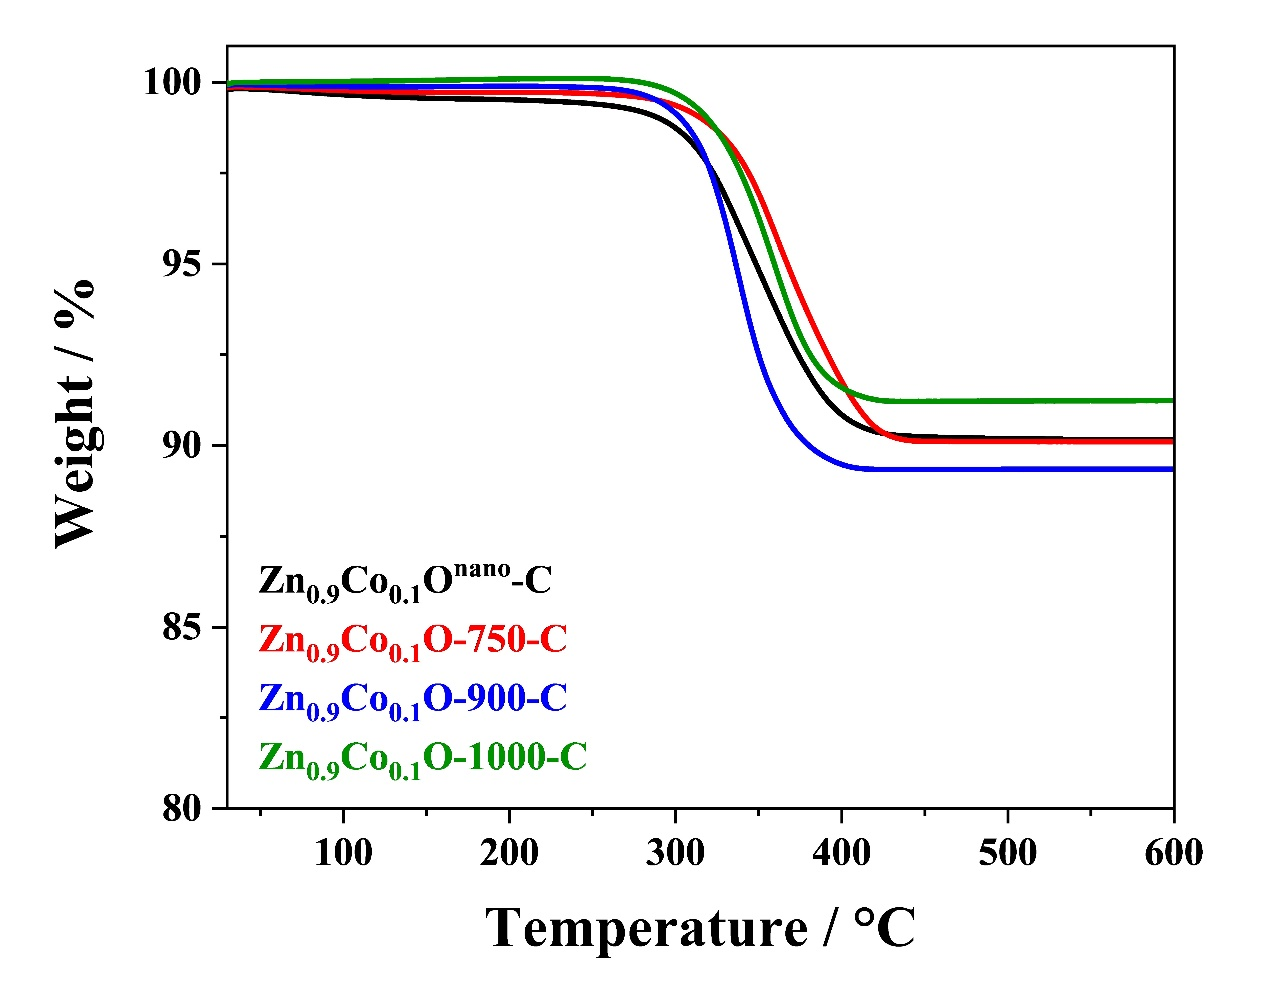 100
95
90
85
80
Weight / %
Zn0.9Co0.1Onano-C
Zn0.9Co0.1O-750-C
Zn0.9Co0.1O-900-C
Zn0.9Co0.1O-1000-C
100 200 300 400 500 600
Temperature / °C